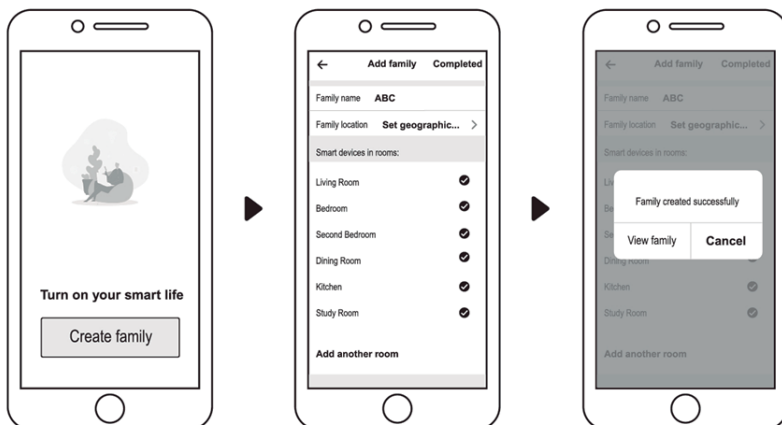 Turn on your smart life
Create family
Add family Completed
Family name ABC
Family location Set geographic...
Smart devices in rooms:
Living Room
Bedroom
Second Bedroom
Dining Room
Kitchen
Study Room
Add another room
Add family Completed
Family name ABC
Family location Set geographic...
Smart devices in rooms:
Liv
Family created successfully
Be
Se
View family Cancel
Dining Room
Kitchen
Study Room
Add another room